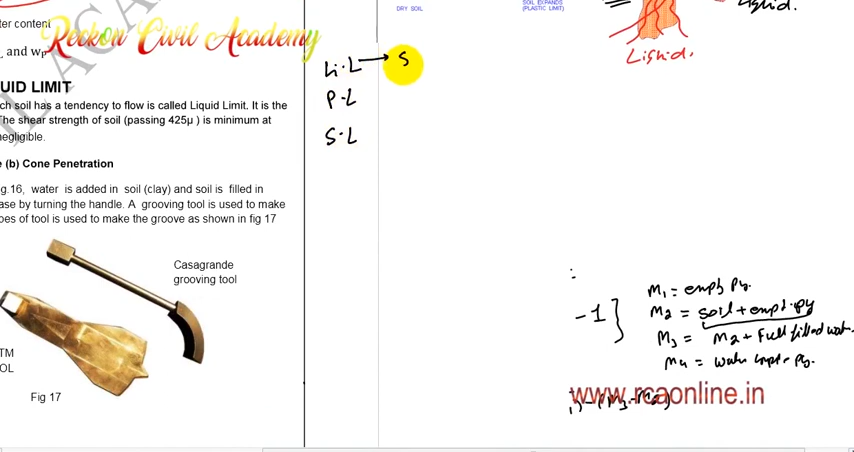 ter content
and wP
Reckon Civil Academy
UID LIMIT
ch soil has a tendency to flow is called Liquid Limit. It is the
The shear strength of soil (passing 425µ ) is minimum at
negligible.
e (b) Cone Penetration
ig.16, water is added in soil (clay) and soil is filled in
ase by turning the handle. A grooving tool is used to make
pes of tool is used to make the groove as shown in fig 17
Casagrande
grooving tool
TM
OL
Fig 17
DRY SOIL
SOIL EXPANDS
(PLASTIC LIMIT)
Liquid.
Liquid.
Li.L → S
P.L
S.L
:
-1 }
M1 = empty Py.
M2 = soil + empt. py
M3 = M2 + Full filled wate.
M4 = water + Py.
www.rcaonline.in